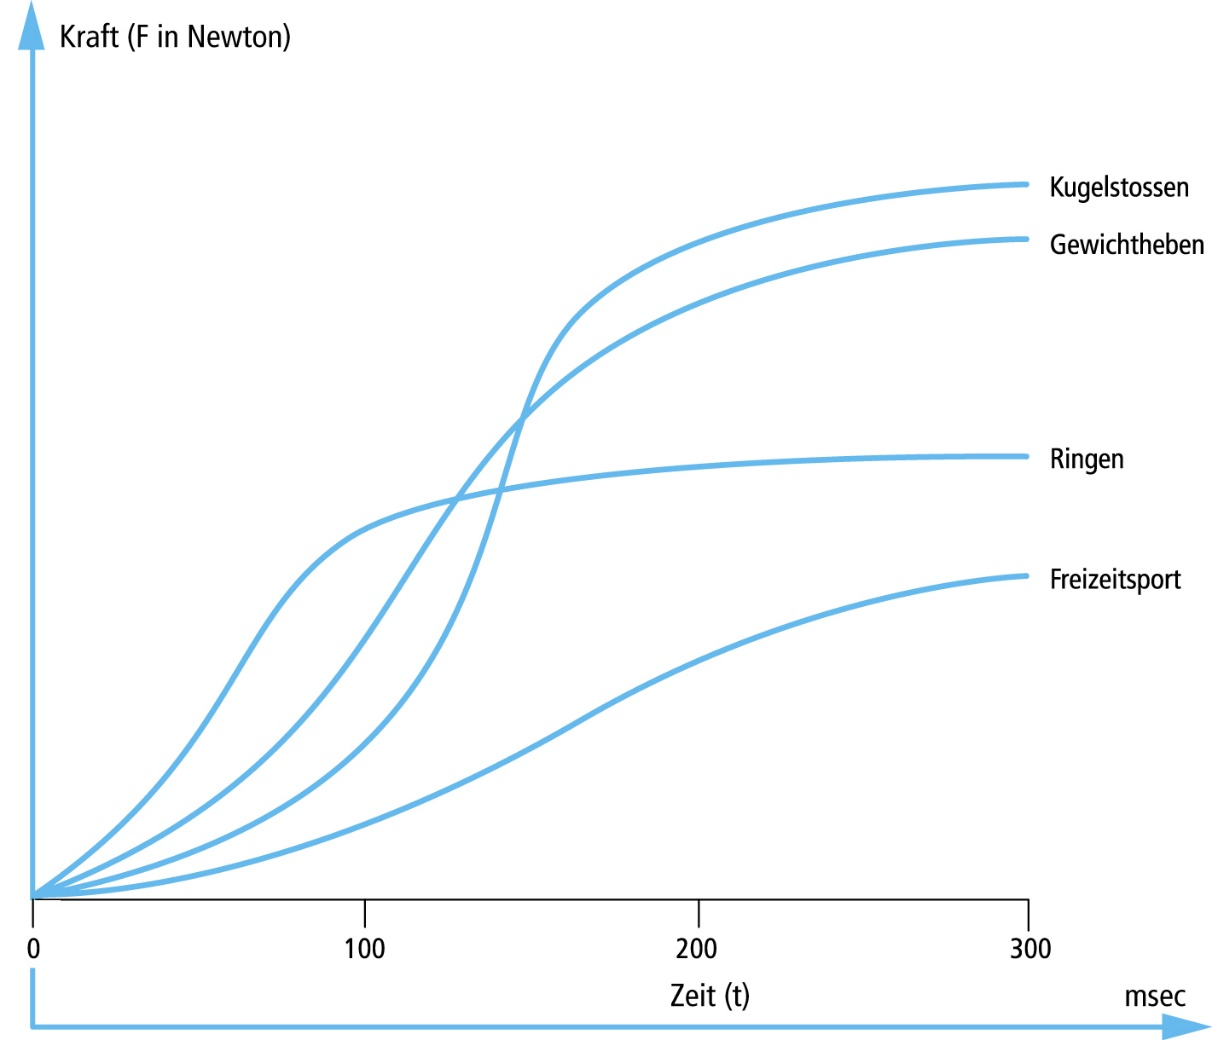 Kraft (F in Newton)
Kugelstossen
Gewichtheben
Ringen
Freizeitsport
0 100 200 300
Zeit (t) msec